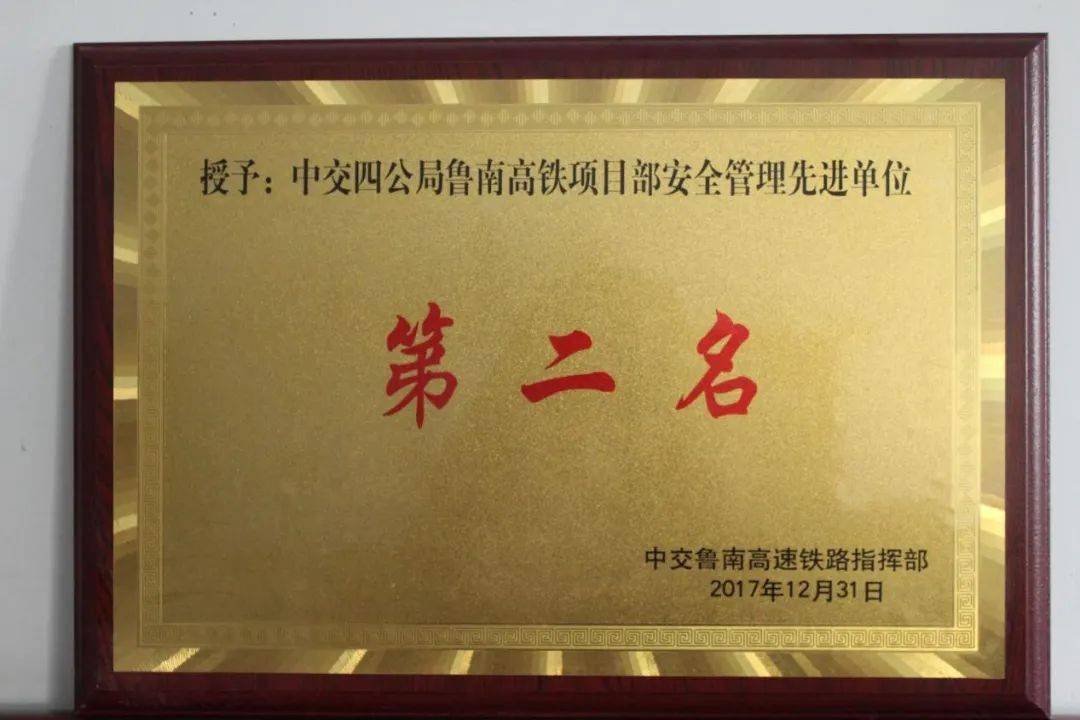 授予：中交四公局鲁南高铁项目部安全管理先进单位
第二名
中交鲁南高速铁路指挥部
2017年12月31日